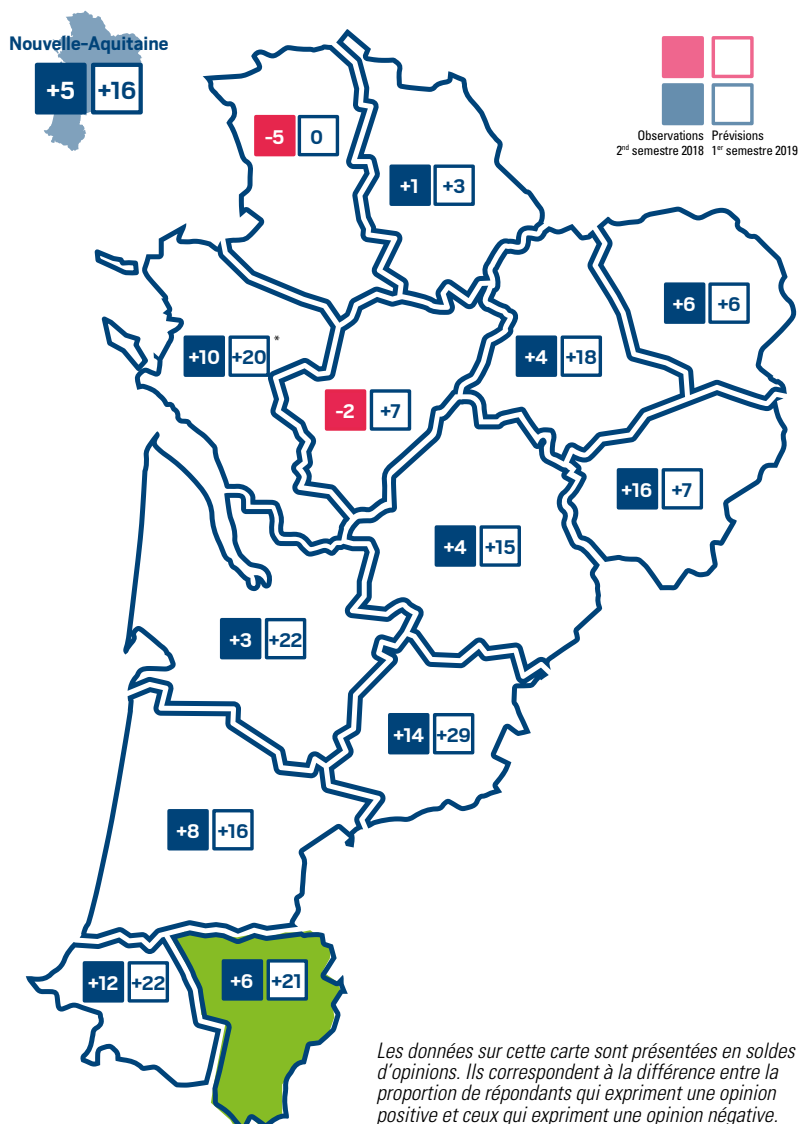 Nouvelle-Aquitaine
+5 +16
Observations Prévisions
2nd semestre 2018 1er semestre 2019
-5 0
+1 +3
+6 +6
+10 +20 *
+4 +18
-2 +7
+16 +7
+4 +15
+3 +22
+14 +29
+8 +16
+12 +22
+6 +21
Les données sur cette carte sont présentées en soldes
d'opinions. Ils correspondent à la différence entre la
proportion de répondants qui expriment une opinion
positive et ceux qui expriment une opinion négative.